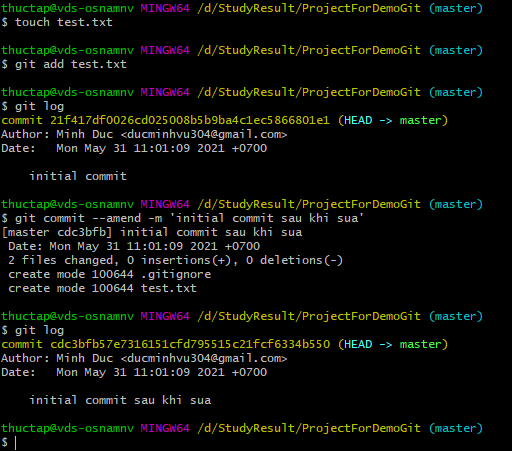 thuctap@vds-osnamnv MINGW64 /d/StudyResult/ProjectForDemoGit (master)
$ touch test.txt
thuctap@vds-osnamnv MINGW64 /d/StudyResult/ProjectForDemoGit (master)
$ git add test.txt
thuctap@vds-osnamnv MINGW64 /d/StudyResult/ProjectForDemoGit (master)
$ git log
commit 21f417df0026cd025008b5b9ba4c1ec5866801e1 (HEAD -> master)
Author: Minh Duc <ducminhvu304@gmail.com>
Date:   Mon May 31 11:01:09 2021 +0700
    initial commit
thuctap@vds-osnamnv MINGW64 /d/StudyResult/ProjectForDemoGit (master)
$ git commit --amend -m 'initial commit sau khi sua'
[master cdc3bfb] initial commit sau khi sua
 Date: Mon May 31 11:01:09 2021 +0700
 2 files changed, 0 insertions(+), 0 deletions(-)
 create mode 100644 .gitignore
 create mode 100644 test.txt
thuctap@vds-osnamnv MINGW64 /d/StudyResult/ProjectForDemoGit (master)
$ git log
commit cdc3bfb57e7316151cfd795515c21fcf6334b550 (HEAD -> master)
Author: Minh Duc <ducminhvu304@gmail.com>
Date:   Mon May 31 11:01:09 2021 +0700
    initial commit sau khi sua
thuctap@vds-osnamnv MINGW64 /d/StudyResult/ProjectForDemoGit (master)
$